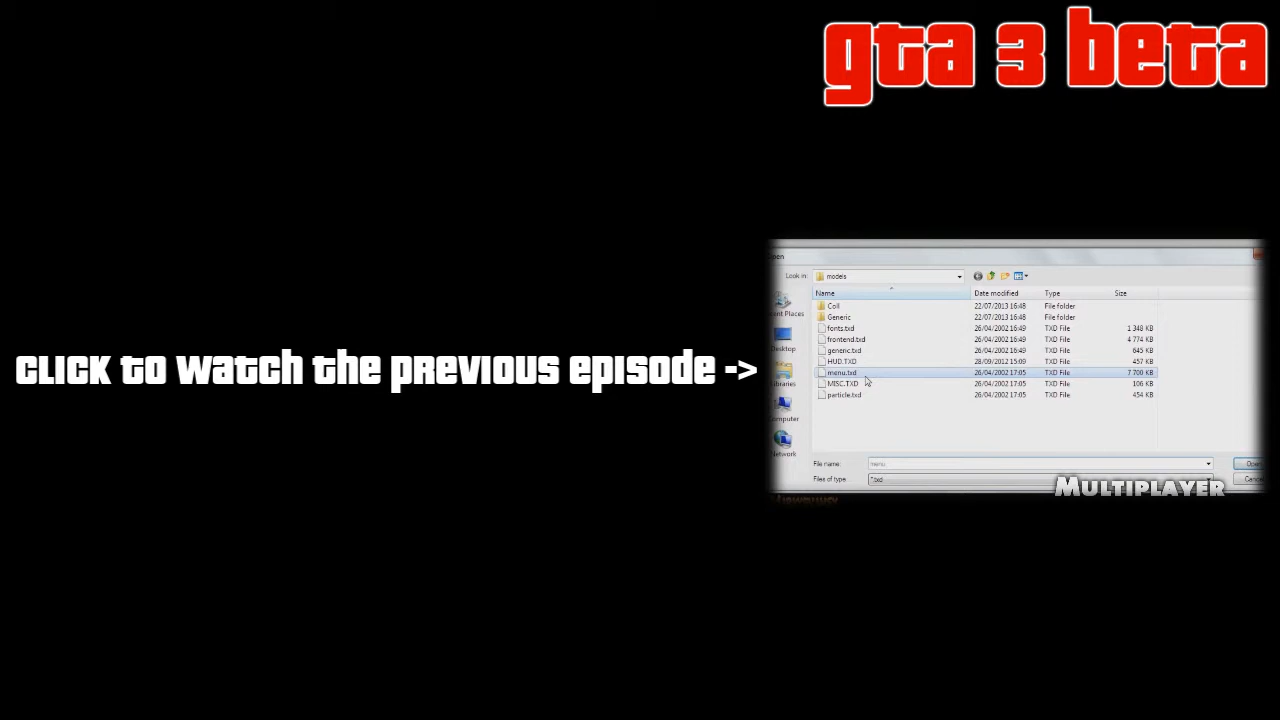 gta 3 beta
click to watch the previous episode ->
Look in: models
Name Date modified Type Size
Coll 22/07/2013 16:48 File folder
Generic 22/07/2013 16:48 File folder
fonts.txd 26/04/2002 16:49 TXD File 1 348 KB
frontend.txd 26/04/2002 16:49 TXD File 4 774 KB
generic.txd 26/04/2002 16:49 TXD File 645 KB
HUD.TXD 28/09/2012 15:09 TXD File 457 KB
menu.txd 26/04/2002 17:05 TXD File 7 700 KB
MISC.TXD 26/04/2002 17:05 TXD File 106 KB
particle.txd 26/04/2002 17:05 TXD File 454 KB
File name: menu Open
Files of type *.txd
Multiplayer